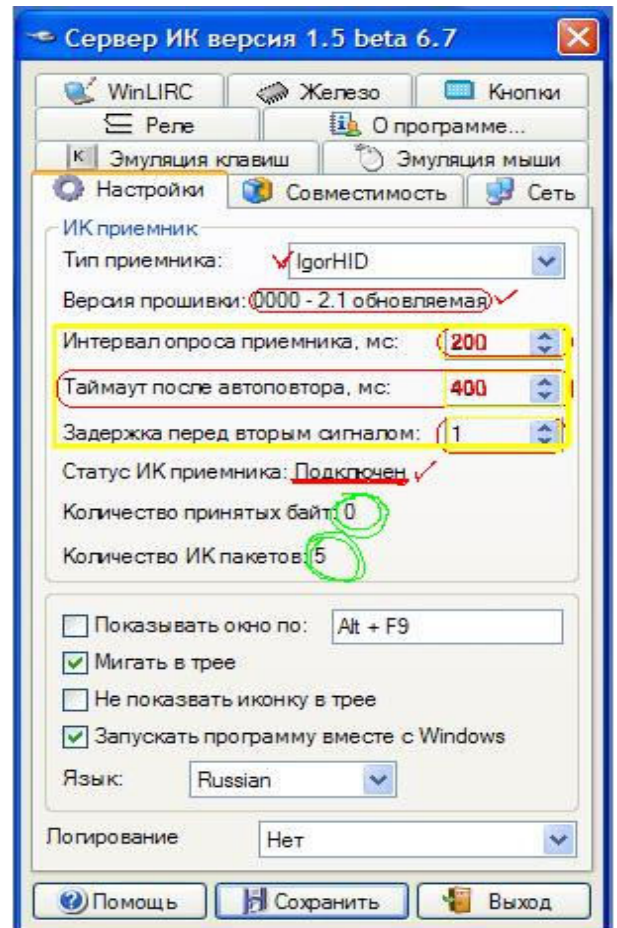 Сервер ИК версия 1.5 beta 6.7
WinLIRC Железо Кнопки
Реле О программе...
Эмуляция клавиш Эмуляция мыши
Настройки Совместимость Сеть
ИК приемник
Тип приемника: IgorHID
Версия прошивки: 0000 - 2.1 обновляемая
Интервал опроса приемника, мс: 200
Таймаут после автоповтора, мс: 400
Задержка перед вторым сигналом: 1
Статус ИК приемника: Подключен
Количество принятых байт: 0
Количество ИК пакетов: 5
Показывать окно по: Alt + F9
Мигать в трее
Не показвать иконку в трее
Запускать программу вместе с Windows
Язык: Russian
Логирование Нет
Помощь Сохранить Выход